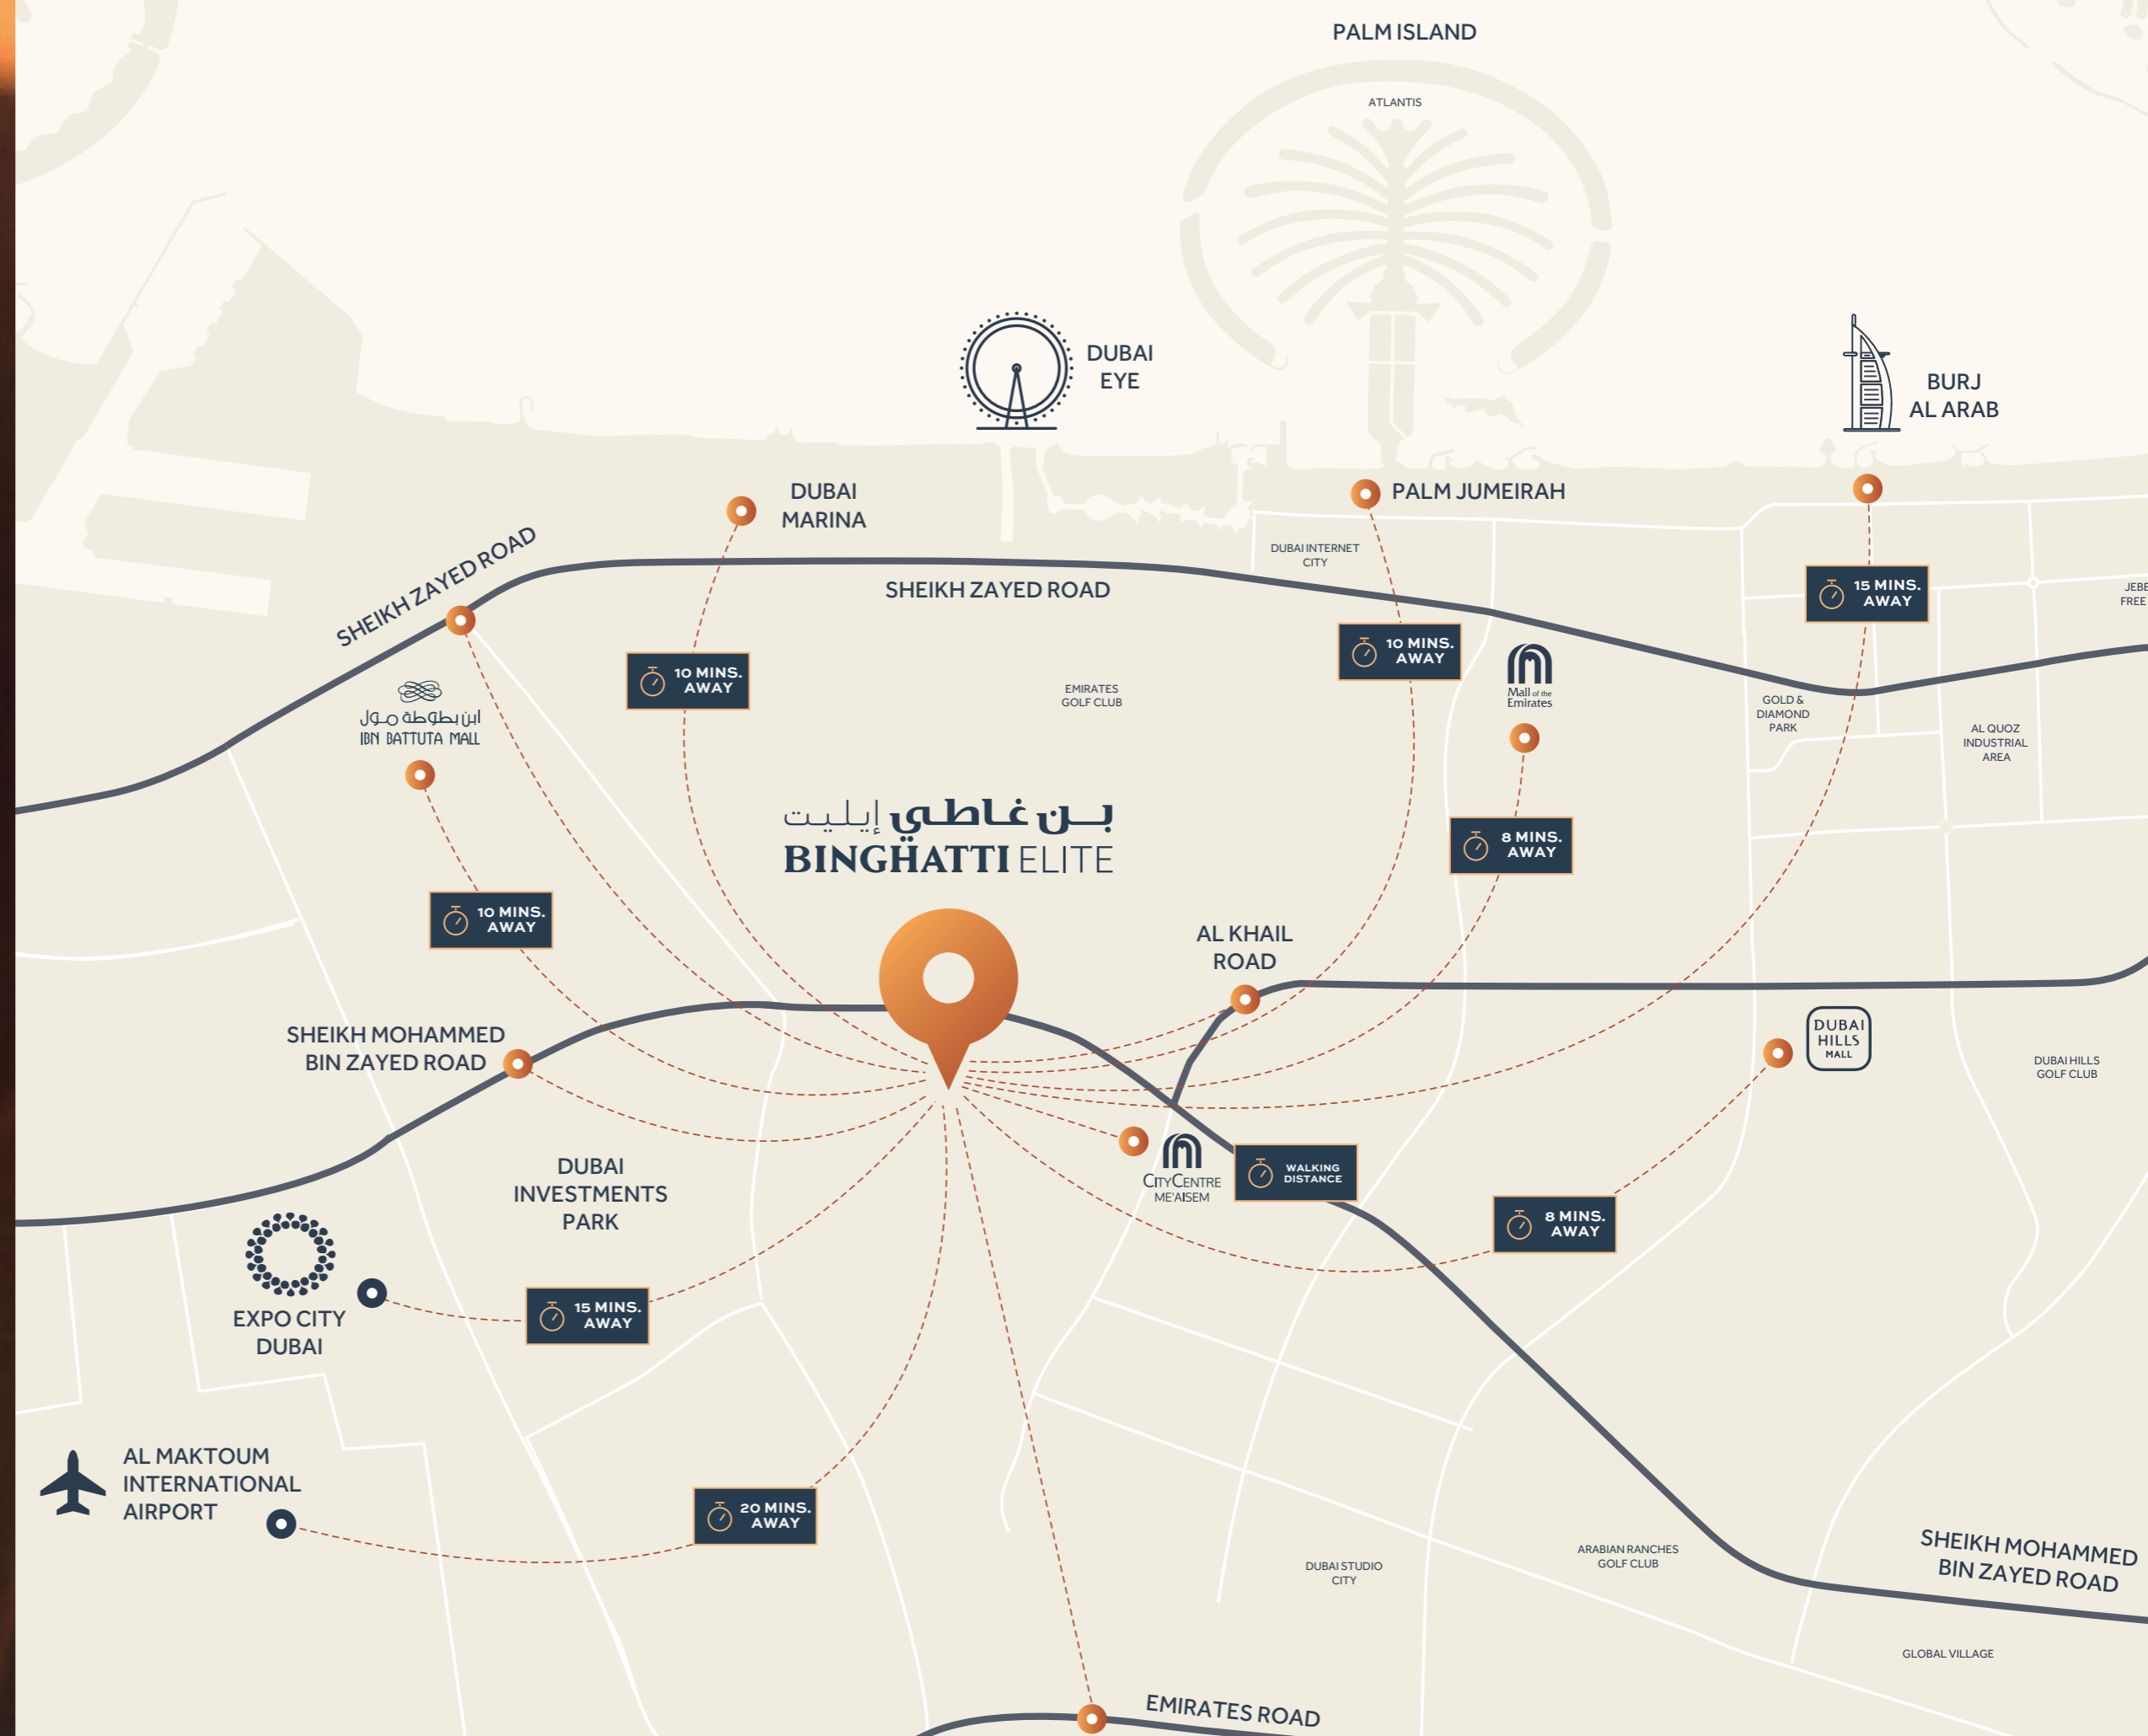 PALM ISLAND
ATLANTIS
DUBAI
EYE
BURJ
AL ARAB
DUBAI
MARINA
PALM JUMEIRAH
SHEIKH ZAYED ROAD
SHEIKH ZAYED ROAD
DUBAI INTERNET
CITY
15 MINS.
AWAY
10 MINS.
AWAY
10 MINS.
AWAY
Mall of the
Emirates
EMIRATES
GOLF CLUB
GOLD &
DIAMOND
PARK
AL QUOZ
INDUSTRIAL
AREA
ابن بطوطة مول
IBN BATTUTA MALL
بن غاطي إيليت
BINGHATTI ELITE
8 MINS.
AWAY
10 MINS.
AWAY
AL KHAIL
ROAD
SHEIKH MOHAMMED
BIN ZAYED ROAD
DUBAI
HILLS
MALL
DUBAI HILLS
GOLF CLUB
CITY CENTRE
ME'AISEM
WALKING
DISTANCE
DUBAI
INVESTMENTS
PARK
8 MINS.
AWAY
EXPO CITY
DUBAI
15 MINS.
AWAY
AL MAKTOUM
INTERNATIONAL
AIRPORT
20 MINS.
AWAY
DUBAI STUDIO
CITY
ARABIAN RANCHES
GOLF CLUB
SHEIKH MOHAMMED
BIN ZAYED ROAD
GLOBAL VILLAGE
EMIRATES ROAD